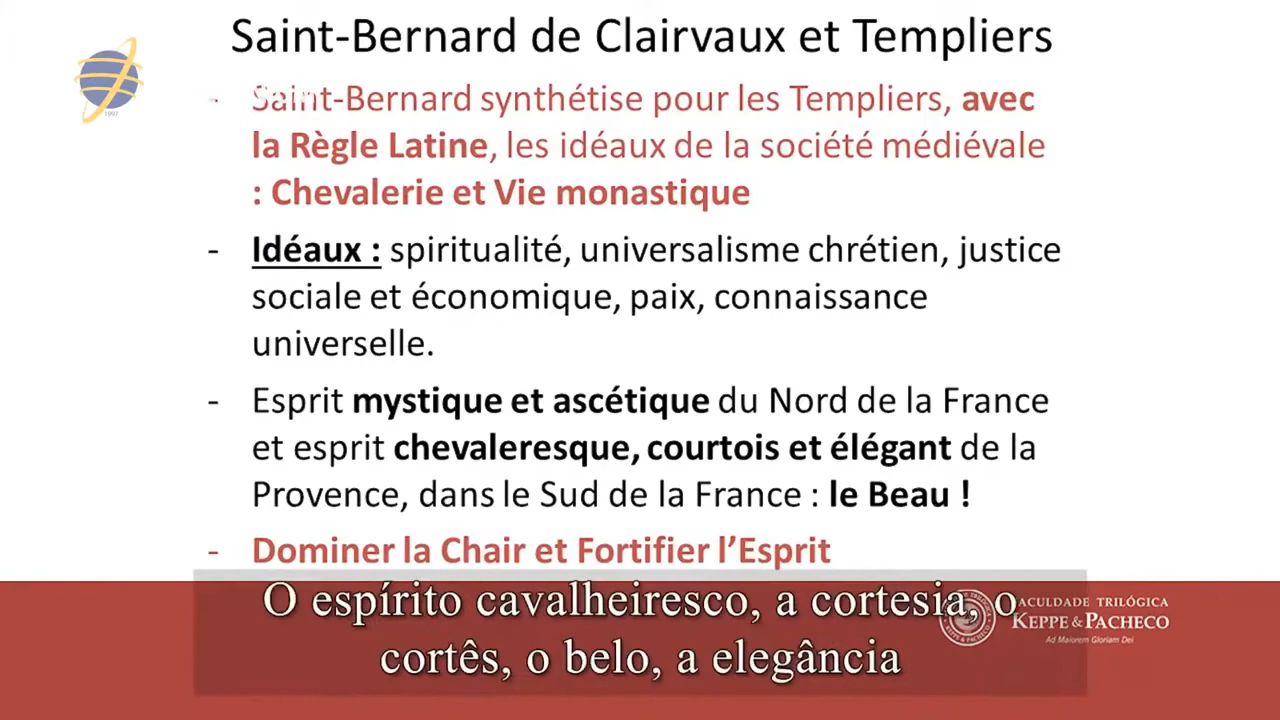 Saint-Bernard de Clairvaux et Templiers
- Saint-Bernard synthétise pour les Templiers, avec
la Règle Latine, les idéaux de la société médiévale
: Chevalerie et Vie monastique
- Idéaux : spiritualité, universalisme chrétien, justice
sociale et économique, paix, connaissance
universelle.
- Esprit mystique et ascétique du Nord de la France
et esprit chevaleresque, courtois et élégant de la
Provence, dans le Sud de la France : le Beau !
- Dominer la Chair et Fortifier l’Esprit
O espírito cavalheiresco, a cortesia, o
cortês, o belo, a elegância
FACULDADE TRILÓGICA
KEPPE & PACHECO
Ad Maiorem Gloriam Dei
1992